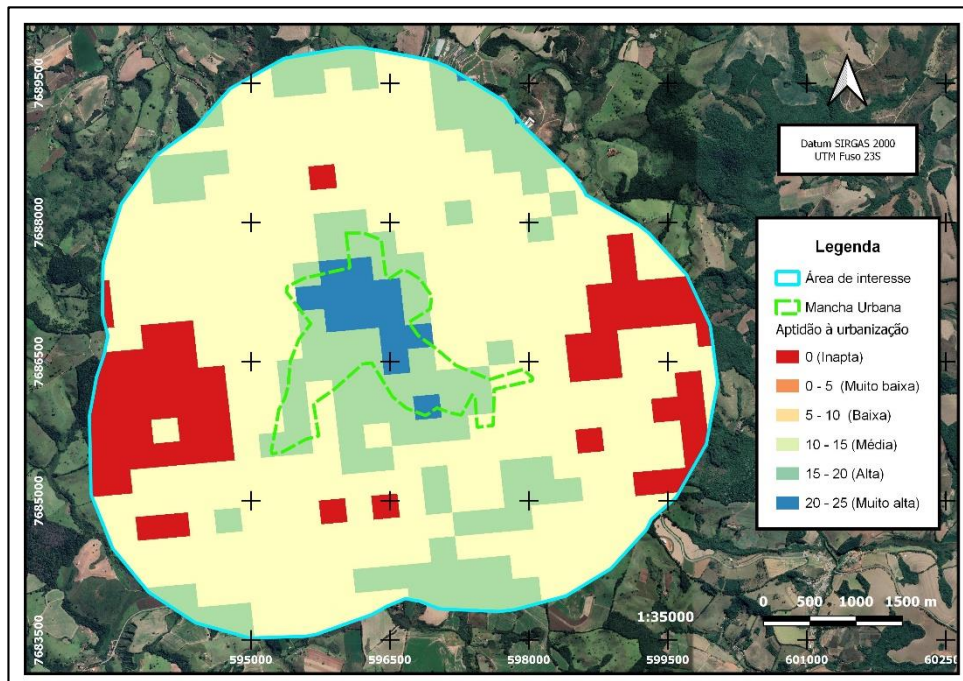 7689500
7688000
7686500
7685000
7683500
Datum SIRGAS 2000
UTM Fuso 23S
Legenda
Área de interesse
Mancha Urbana
Aptidão à urbanização
0 (Inapta)
0 - 5 (Muito baixa)
5 - 10 (Baixa)
10 - 15 (Média)
15 - 20 (Alta)
20 - 25 (Muito alta)
1:35000
0 500 1000 1500 m
595000 596500 598000 599500 601000 60250